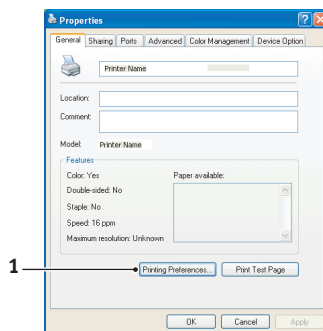 Properties
General Sharing Ports Advanced Color Management Device Option
Printer Name
Location:
Comment:
Model: Printer Name
Features
Color: Yes Paper available:
Double-sided: No
Staple: No
Speed: 16 ppm
Maximum resolution: Unknown
1 Printing Preferences... Print Test Page
OK Cancel Apply